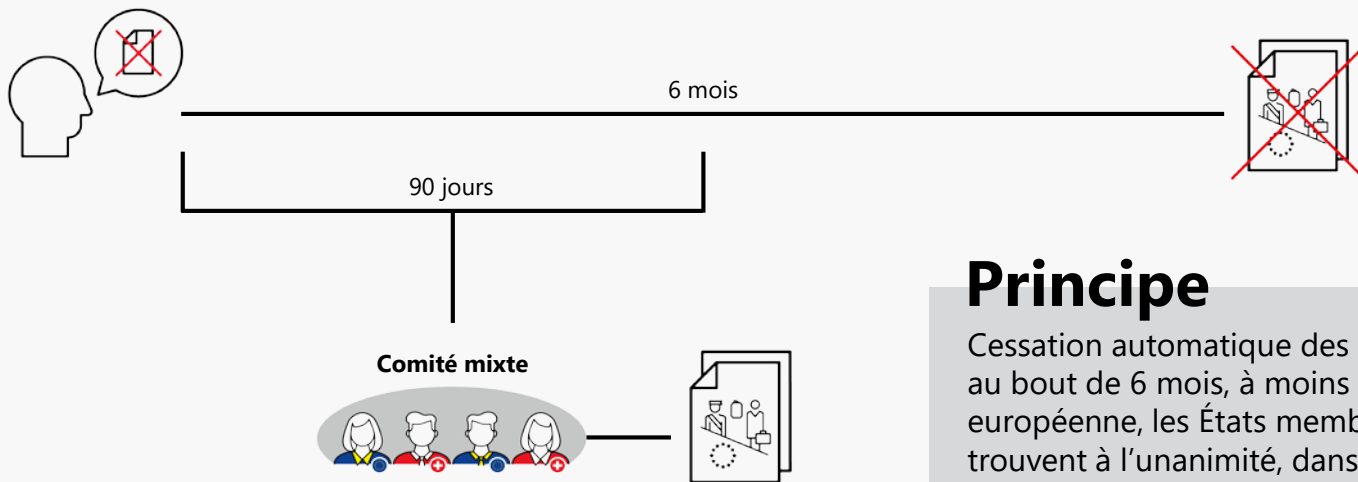 6 mois
90 jours
Comité mixte
Principe
Cessation automatique des
au bout de 6 mois, à moins
européenne, les États memb
trouvent à l'unanimité, dans